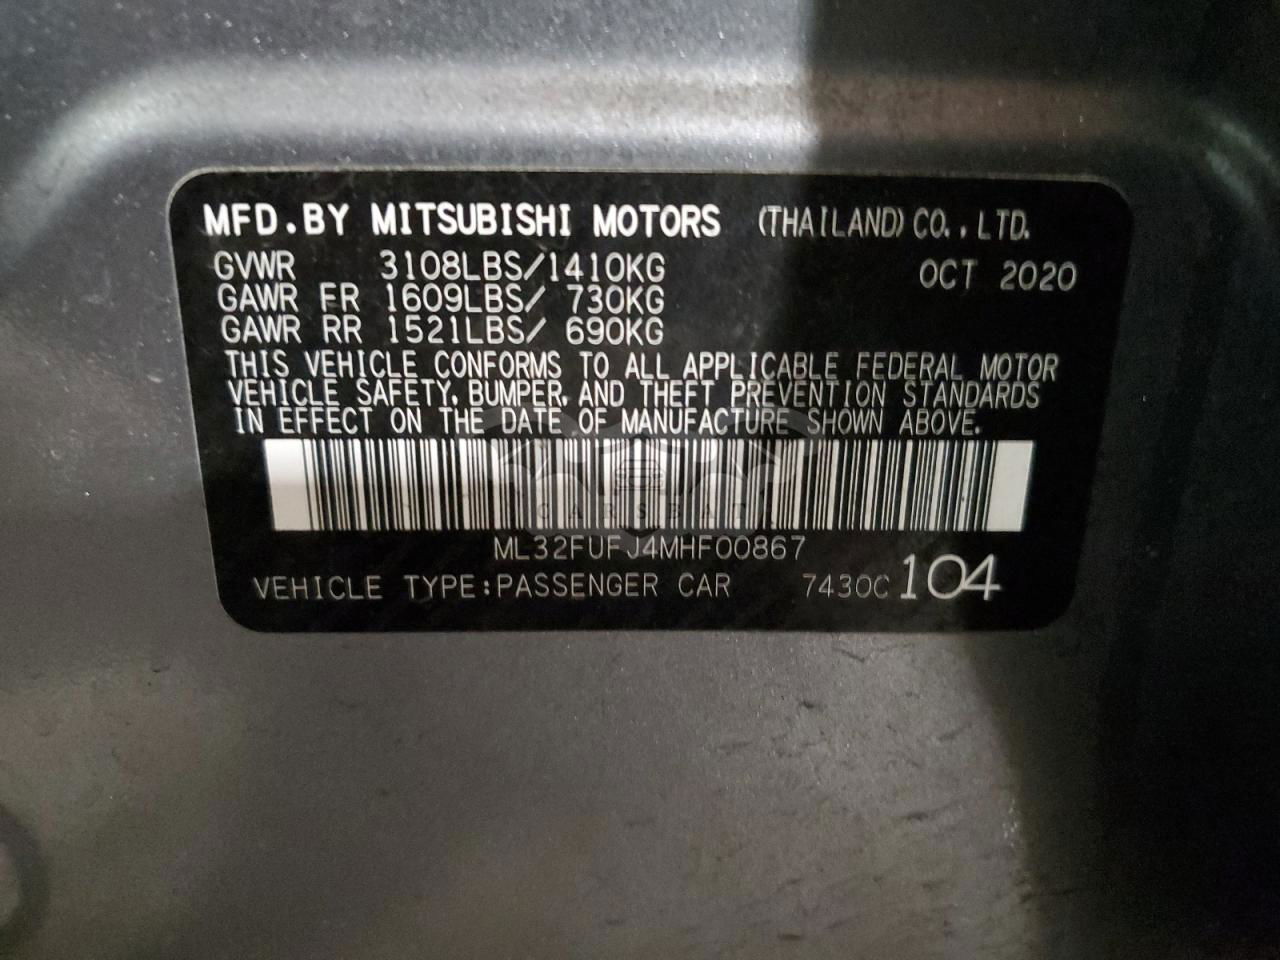 MFD.BY MITSUBISHI MOTORS (THAILAND) CO.,LTD.
GVWR 3108LBS/1410KG OCT 2020
GAWR FR 1609LBS/ 730KG
GAWR RR 1521LBS/ 690KG
THIS VEHICLE CONFORMS TO ALL APPLICABLE FEDERAL MOTOR
VEHICLE SAFETY, BUMPER, AND THEFT PREVENTION STANDARDS
IN EFFECT ON THE DATE OF MANUFACTURE SHOWN ABOVE.
CARSBAT
ML32FUFJ4MHF00867
VEHICLE TYPE:PASSENGER CAR 7430C 104